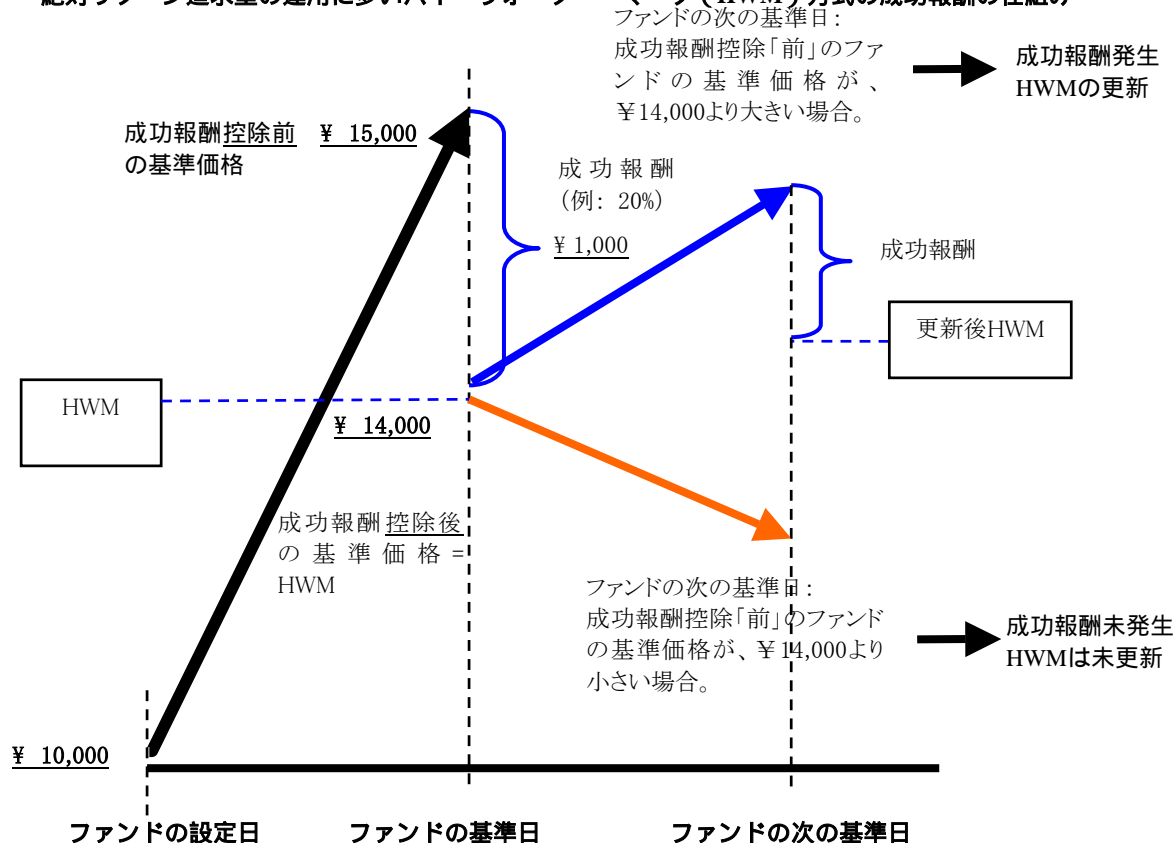 ファンドの次の基準日：
成功報酬控除「前」のファ
ンドの基準価格が、
￥14,000より大きい場合。
成功報酬発生
HWMの更新
成功報酬控除前 ¥ 15,000
の基準価格
成功報酬
（例： 20%）
¥ 1,000
成功報酬
更新後HWM
HWM
¥ 14,000
成功報酬控除後
の基準価格=
HWM
ファンドの次の基準日：
成功報酬控除「前」のファンド
の基準価格が、￥14,000より
小さい場合。
成功報酬未発生
HWMは未更新
¥ 10,000
ファンドの設定日 ファンドの基準日 ファンドの次の基準日